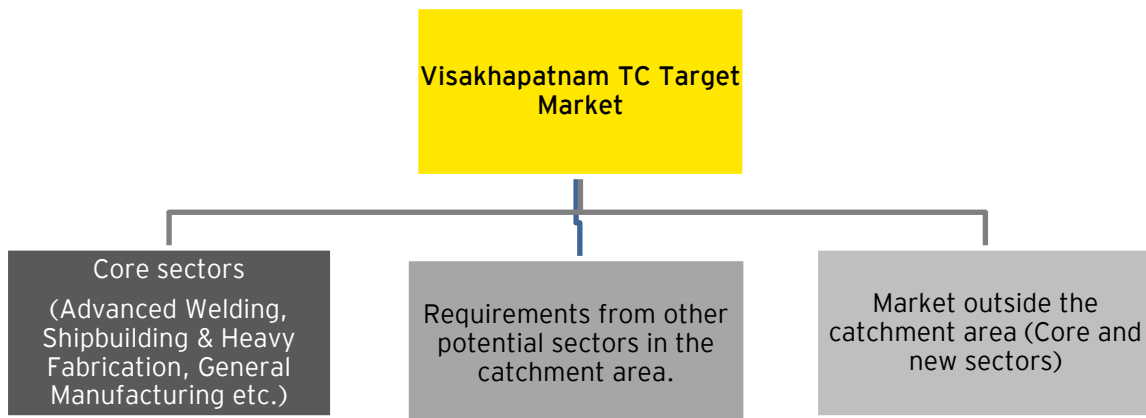 Visakhapatnam TC Target
Market
Core sectors
(Advanced Welding,
Shipbuilding & Heavy
Fabrication, General
Manufacturing etc.)
Requirements from other
potential sectors in the
catchment area.
Market outside the
catchment area (Core and
new sectors)